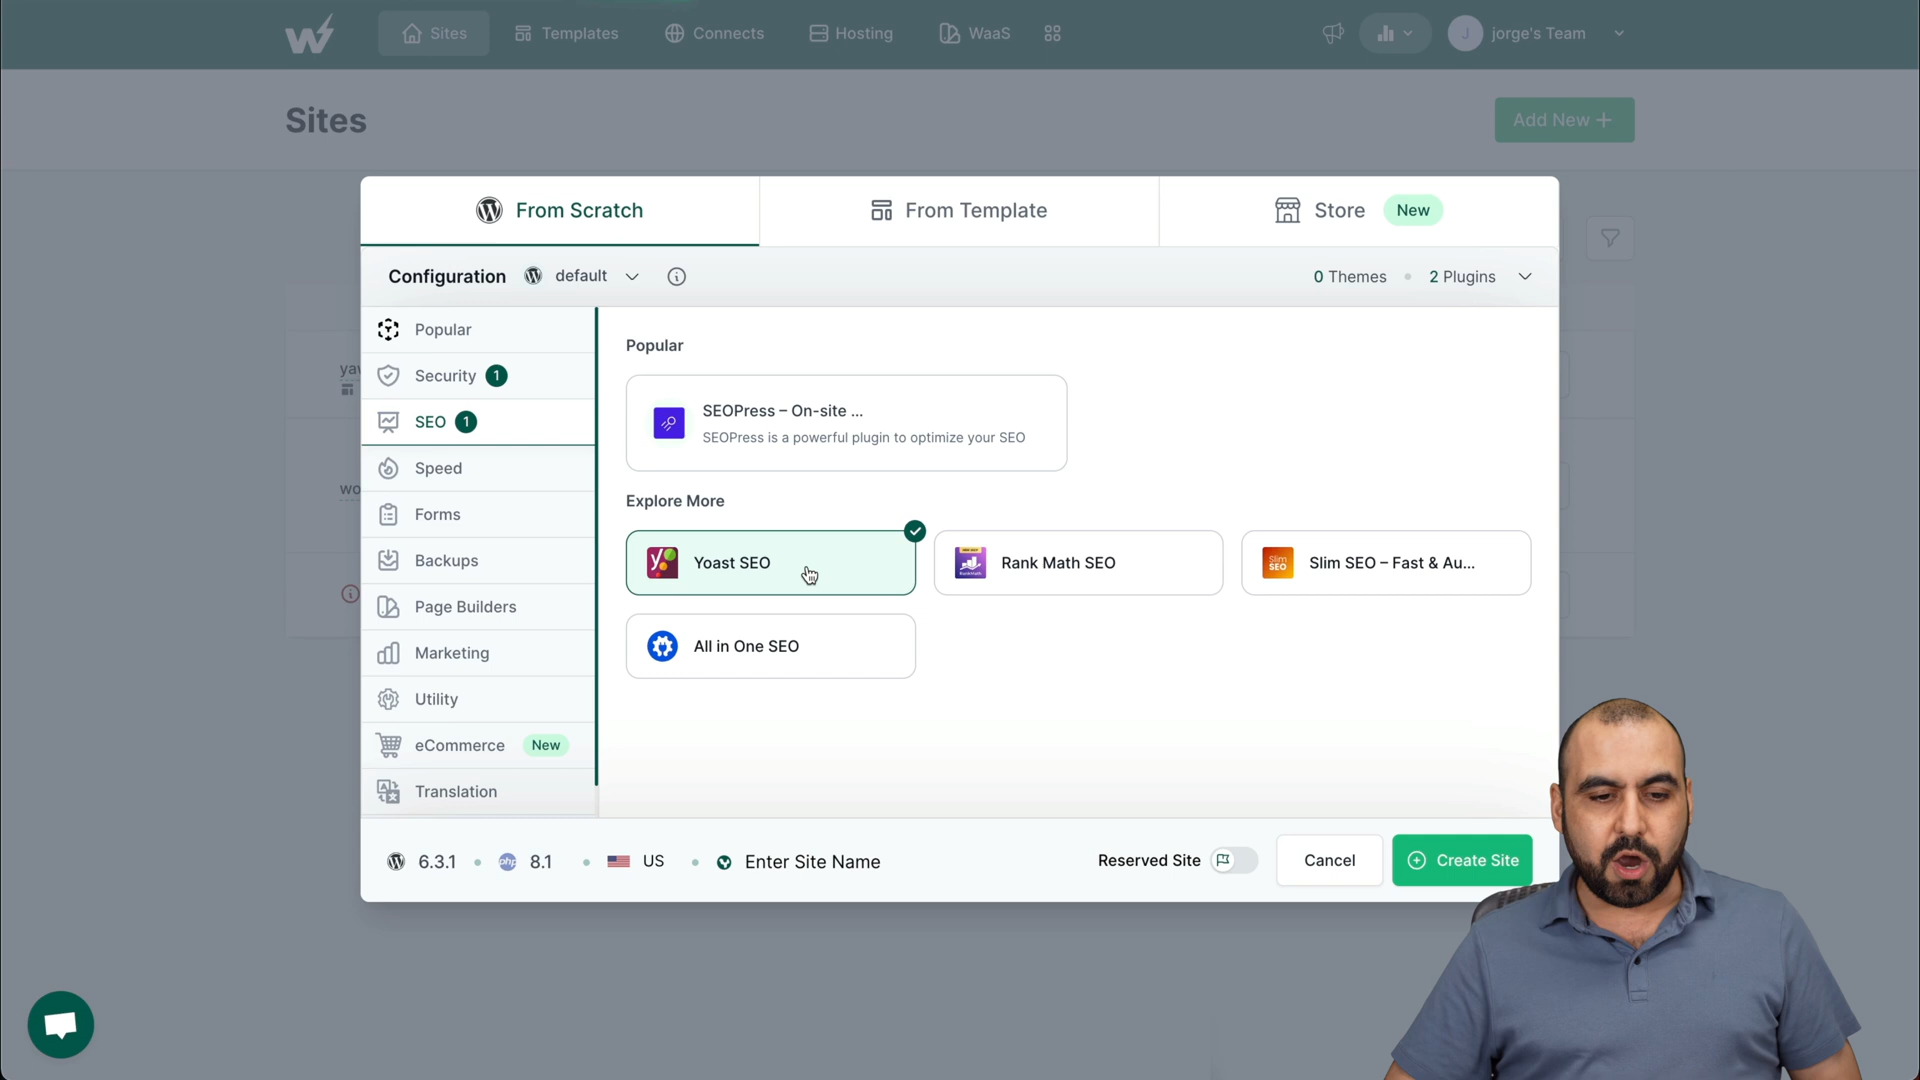 Sites
Templates
Connects
Hosting
WaaS
J
jorge's Team
Sites
Add New +
From Scratch
From Template
Store
New
Configuration
default
0 Themes
2 Plugins
Popular
Security 1
SEO 1
Speed
Forms
Backups
Page Builders
Marketing
Utility
eCommerce New
Translation
Popular
SEOPress – On-site ...
SEOPress is a powerful plugin to optimize your SEO
Explore More
Yoast SEO
Rank Math SEO
Slim SEO
Slim SEO – Fast & Au...
All in One SEO
6.3.1
php
8.1
US
Enter Site Name
Reserved Site
Cancel
Create Site